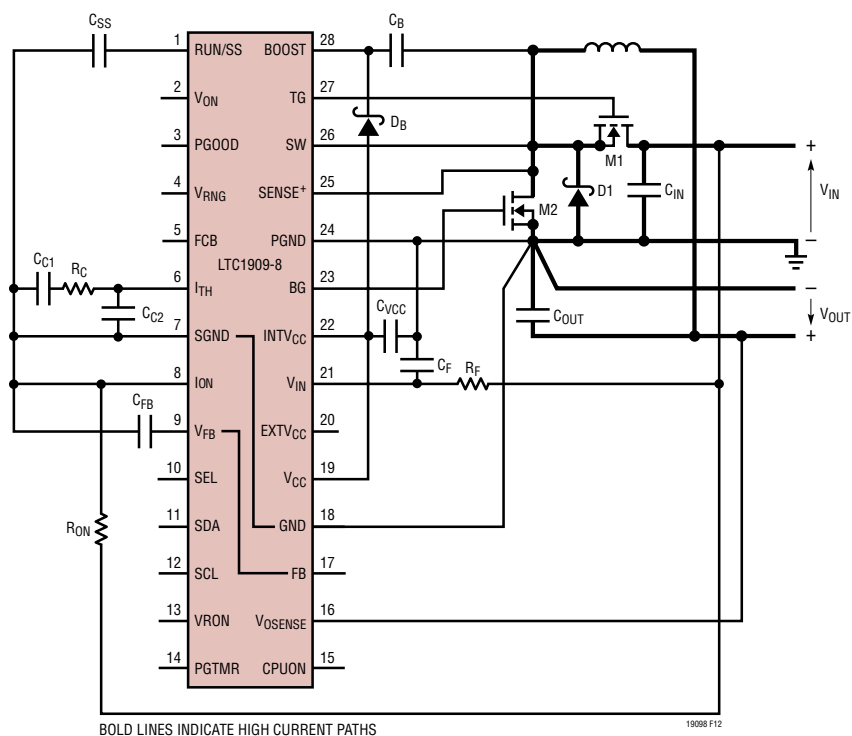 CSS
1 RUN/SS
2 VON
3 PGOOD
4 VRNG
5 FCB
CC1
RC
6 ITH
CC2
7 SGND
8 ION
CFB
9 VFB
10 SEL
RON
11 SDA
12 SCL
13 VRON
14 PGTMR
LTC1909-8
BOOST 28
TG 27
SW 26
SENSE+ 25
PGND 24
BG 23
INTVCC 22
VIN 21
EXTVCC 20
VCC 19
GND 18
FB 17
VOSENSE 16
CPUON 15
CB
DB
M2
D1
M1
CIN
+
VIN
–
–
VOUT
+
COUT
CVCC
CF
RF
BOLD LINES INDICATE HIGH CURRENT PATHS
19098 F12